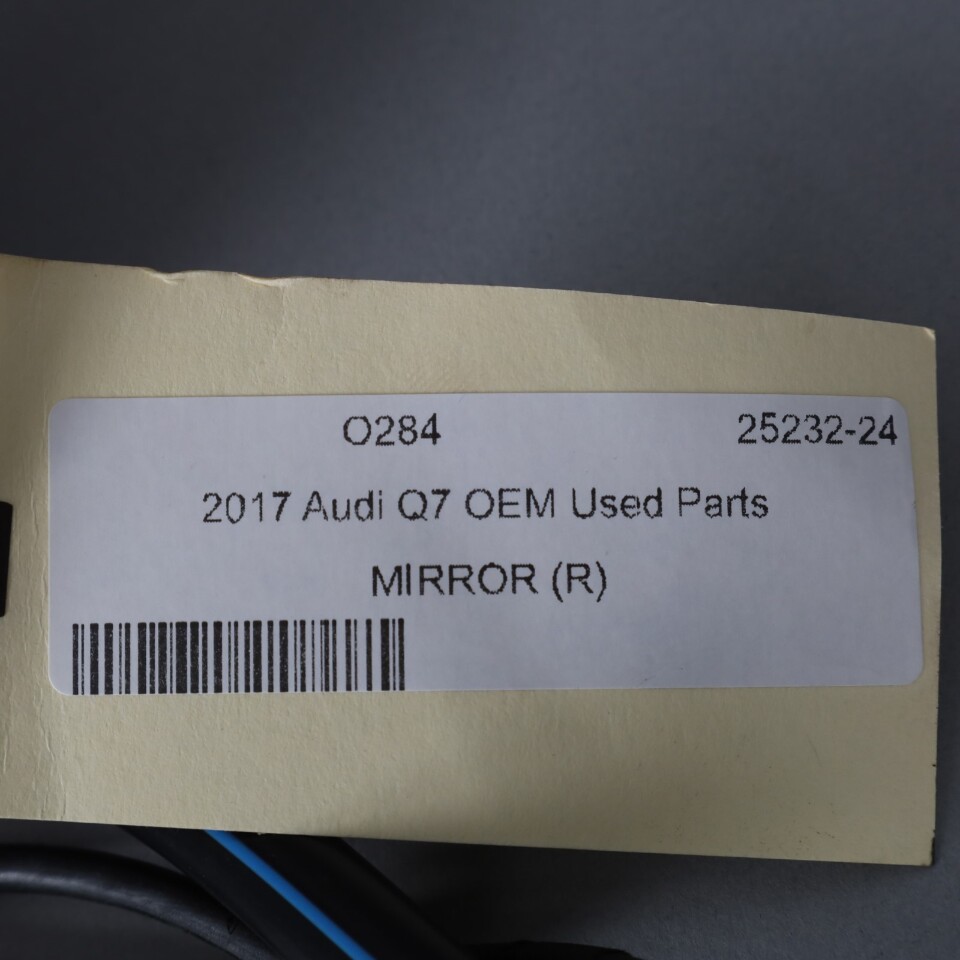 O284 25232-24
2017 Audi Q7 OEM Used Parts
MIRROR (R)